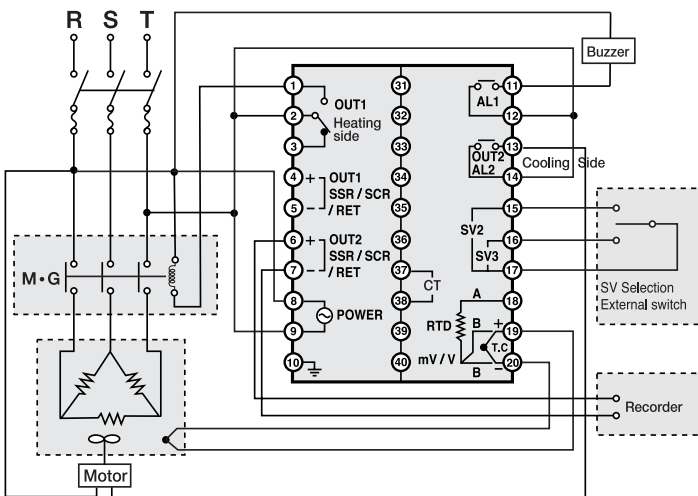 R S T
Buzzer
1 31 11
OUT1 AL1
2 Heating side 32 12
3 33 13
OUT2 AL2 Cooling Side
4 + OUT1 34 14
SSR / SCR
5 − / RET 35 15
SV2
6 + OUT2 36 16
SSR / SCR SV3
7 − / RET 37 17
CT
M·G
SV Selection
External switch
8 38 A 18
POWER
9 39 RTD B + 19
T.C
10 40 mV / V B − 20
Recorder
Motor